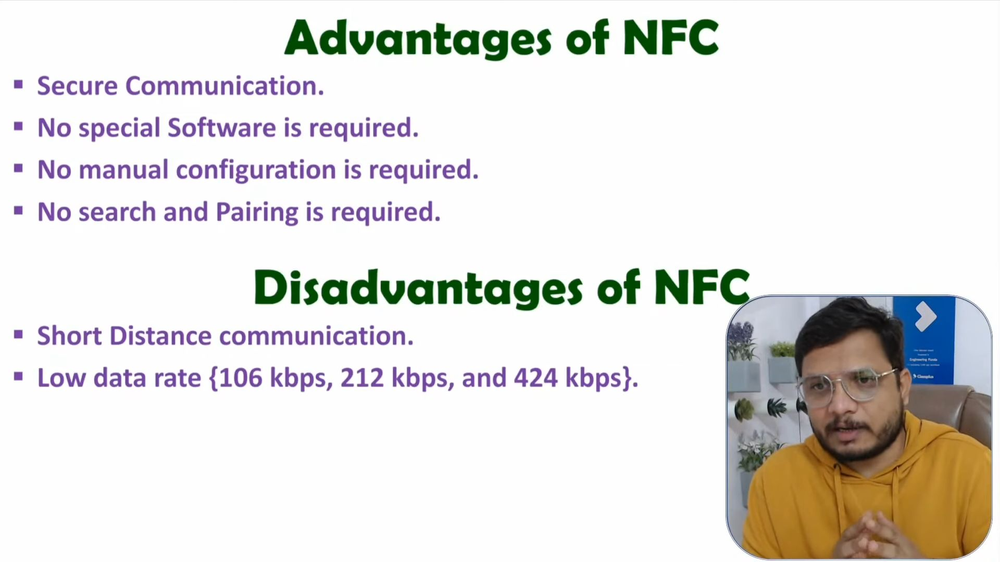 Advantages of NFC
▪ Secure Communication.
▪ No special Software is required.
▪ No manual configuration is required.
▪ No search and Pairing is required.
Disadvantages of NFC
▪ Short Distance communication.
▪ Low data rate {106 kbps, 212 kbps, and 424 kbps}.
Engineering Funda
Classplus